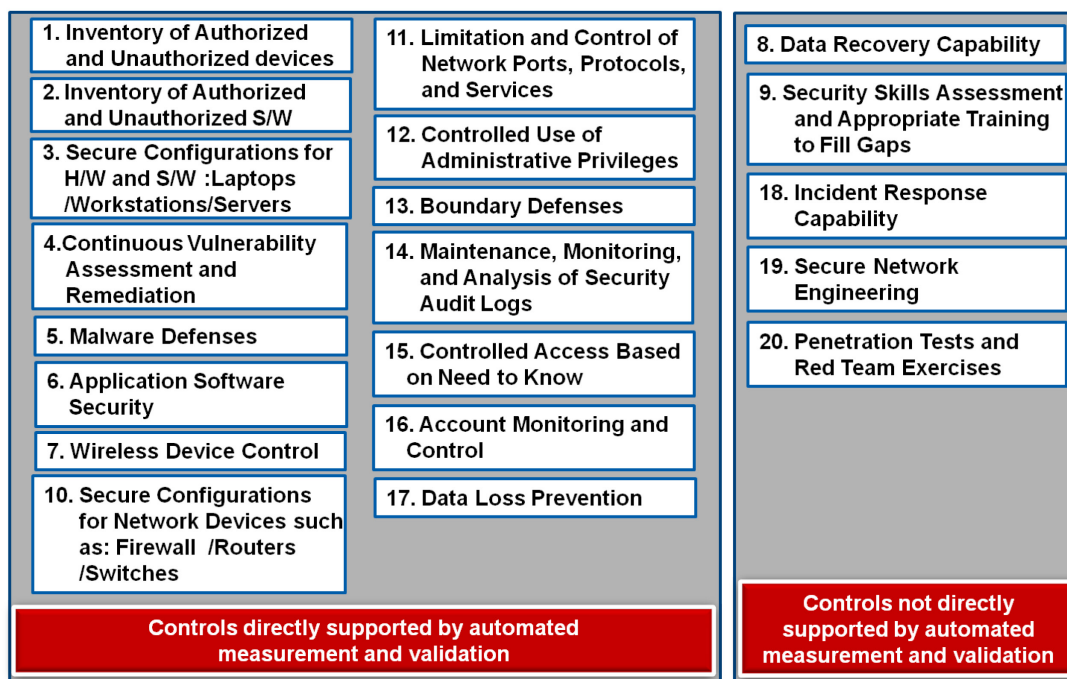 1. Inventory of Authorized
and Unauthorized devices
2. Inventory of Authorized
and Unauthorized S/W
3. Secure Configurations for
H/W and S/W :Laptops
/Workstations/Servers
4.Continuous Vulnerability
Assessment and
Remediation
5. Malware Defenses
6. Application Software
Security
7. Wireless Device Control
10. Secure Configurations
for Network Devices such
as: Firewall /Routers
/Switches
11. Limitation and Control of
Network Ports, Protocols,
and Services
12. Controlled Use of
Administrative Privileges
13. Boundary Defenses
14. Maintenance, Monitoring,
and Analysis of Security
Audit Logs
15. Controlled Access Based
on Need to Know
16. Account Monitoring and
Control
17. Data Loss Prevention
Controls directly supported by automated
measurement and validation
8. Data Recovery Capability
9. Security Skills Assessment
and Appropriate Training
to Fill Gaps
18. Incident Response
Capability
19. Secure Network
Engineering
20. Penetration Tests and
Red Team Exercises
Controls not directly
supported by automated
measurement and validation